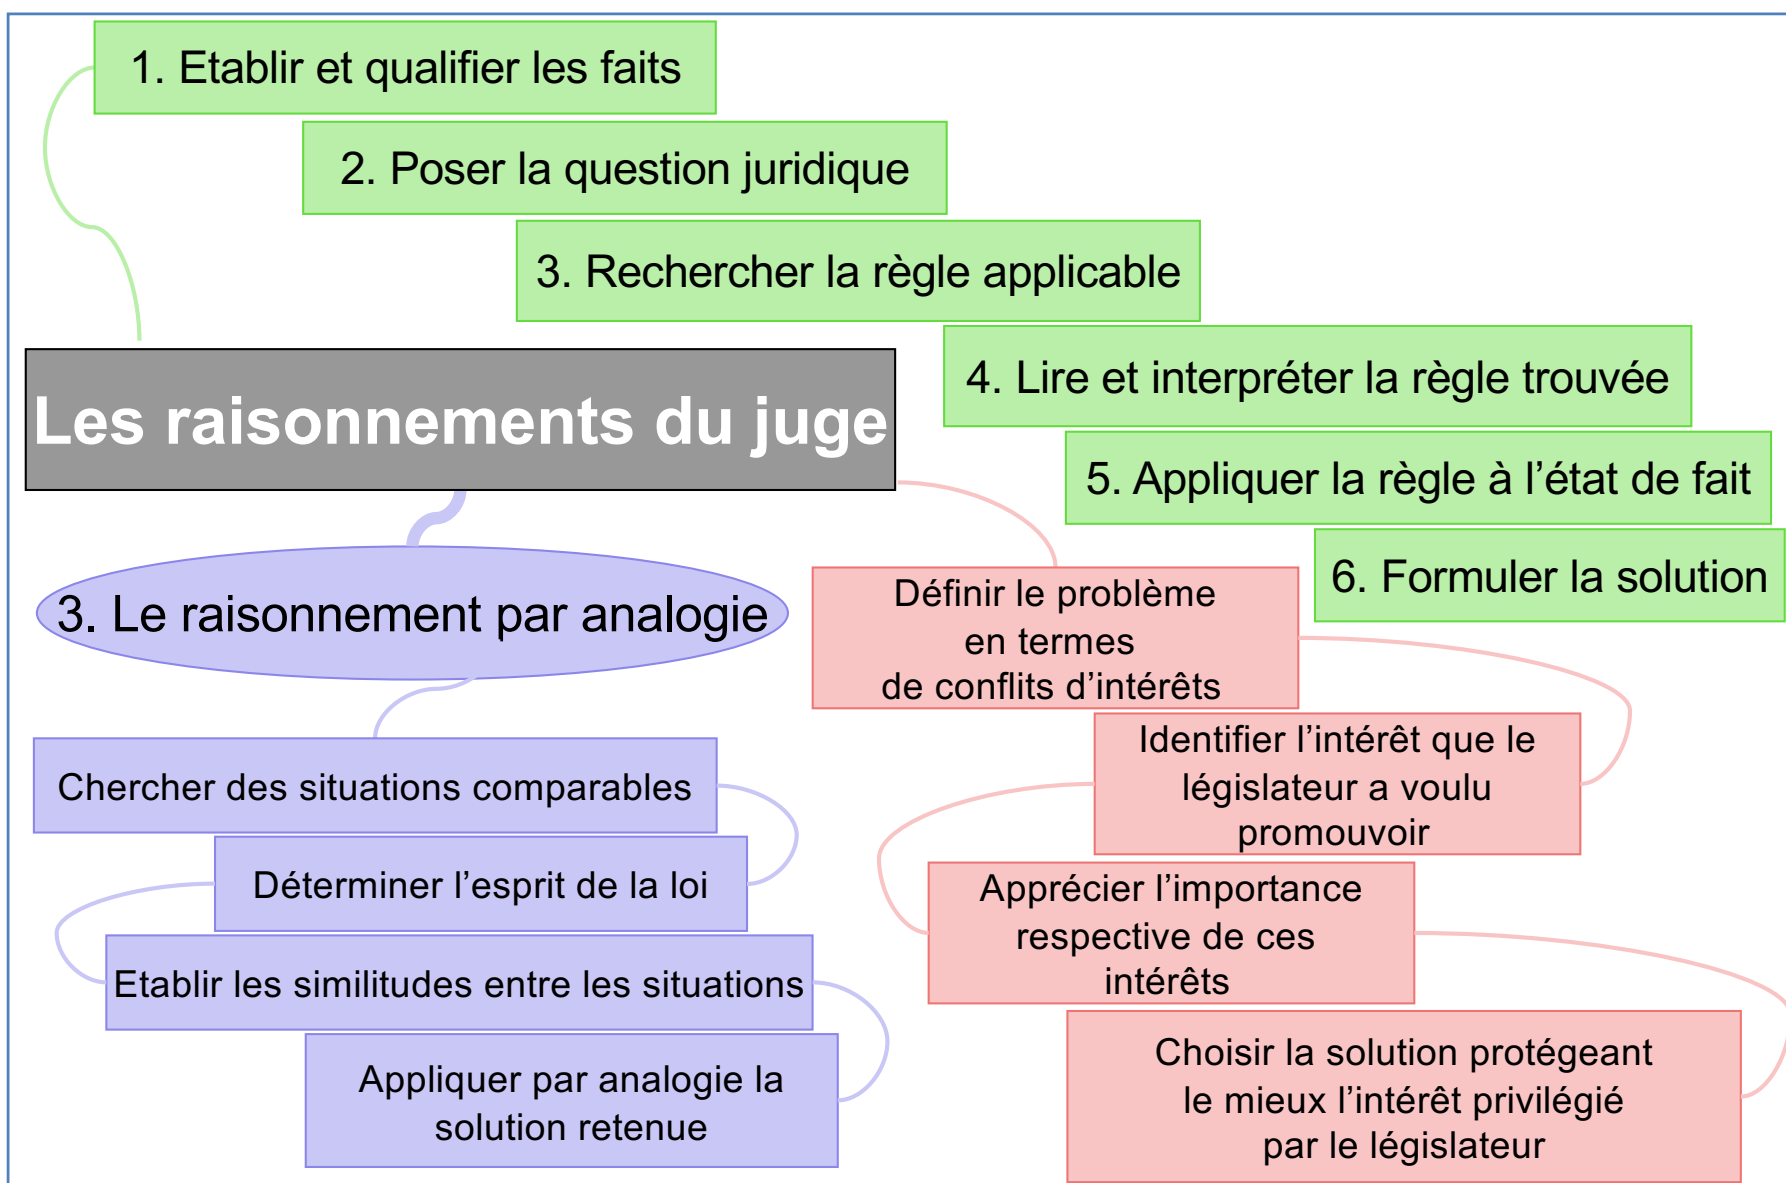 1. Etablir et qualifier les faits
2. Poser la question juridique
3. Rechercher la règle applicable
4. Lire et interpréter la règle trouvée
5. Appliquer la règle à l’état de fait
6. Formuler la solution
Les raisonnements du juge
3. Le raisonnement par analogie
Chercher des situations comparables
Déterminer l’esprit de la loi
Etablir les similitudes entre les situations
Appliquer par analogie la
solution retenue
Définir le problème
en termes
de conflits d’intérêts
Identifier l’intérêt que le
législateur a voulu
promouvoir
Apprécier l’importance
respective de ces
intérêts
Choisir la solution protégeant
le mieux l’intérêt privilégié
par le législateur